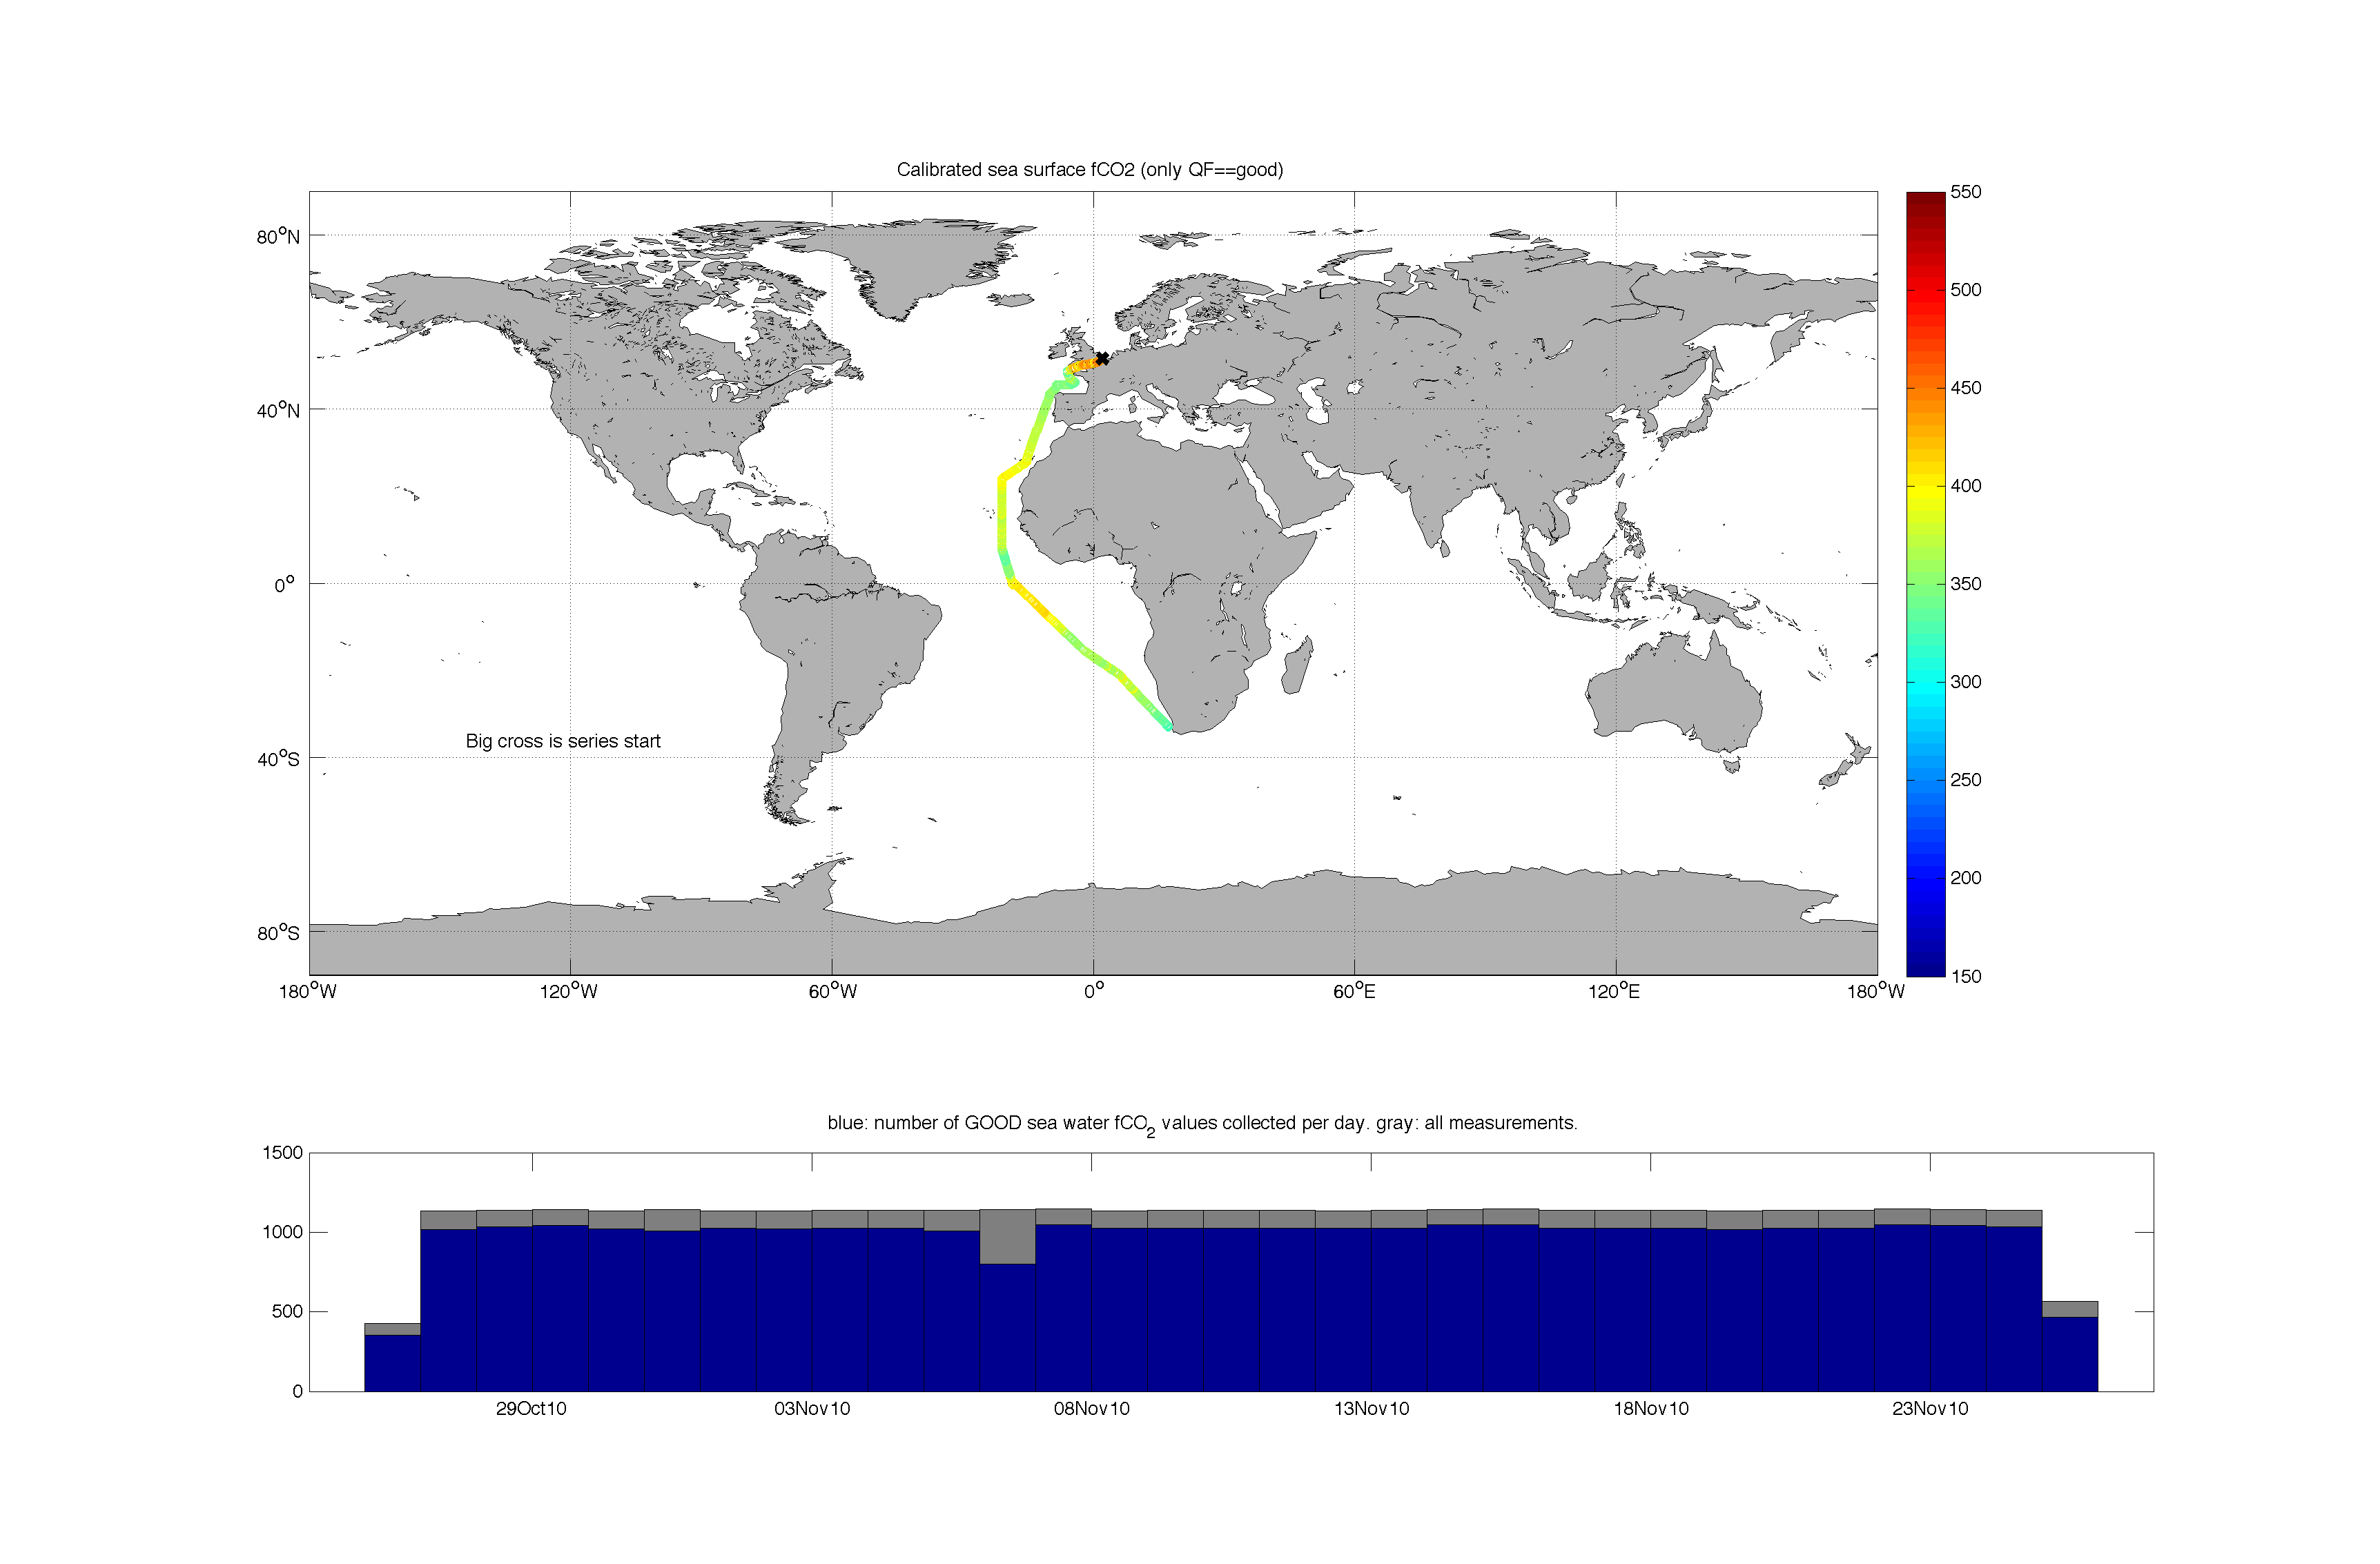 Calibrated sea surface fCO2 (only QF==good)
80°N
40°N
0°
40°S
80°S
180°W
120°W
60°W
0°
60°E
120°E
180°W
Big cross is series start
550
500
450
400
350
300
250
200
150
blue: number of GOOD sea water fCO2 values collected per day. gray: all measurements.
1500
1000
500
0
29Oct10
03Nov10
08Nov10
13Nov10
18Nov10
23Nov10